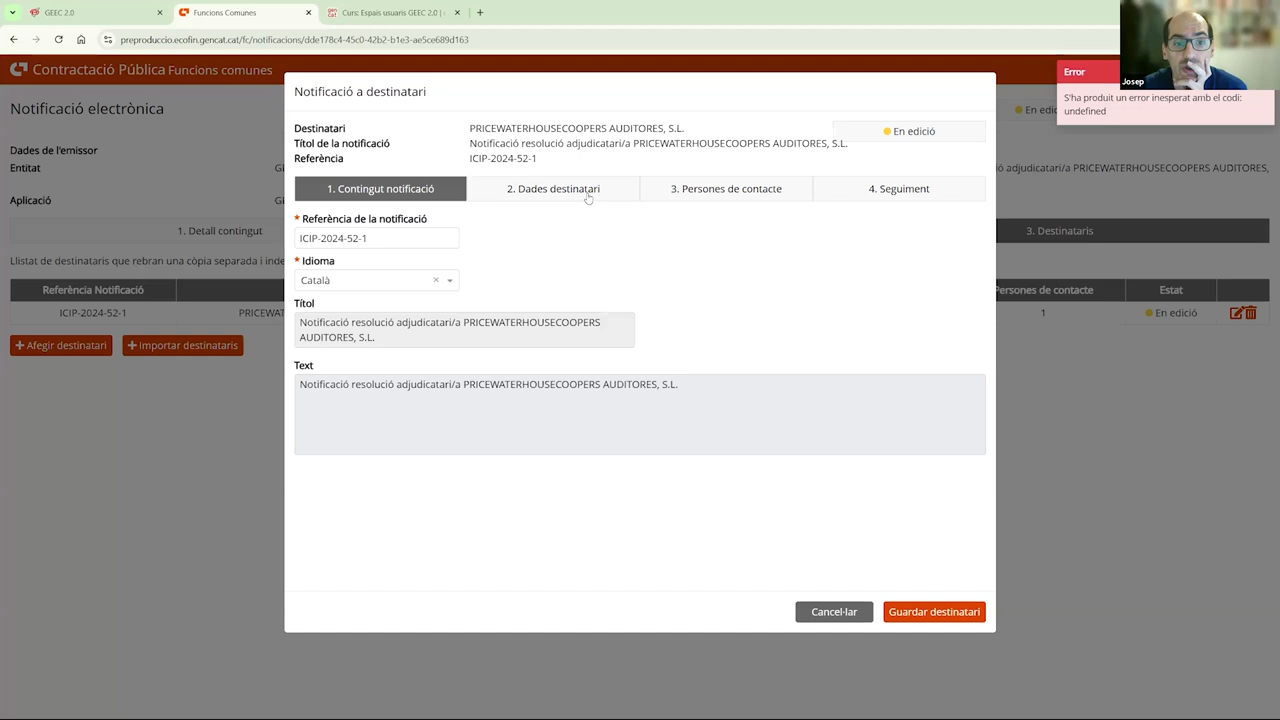 GEEC 2.0
Funcions Comunes
Curs: Espais usuaris GEEC 2.0 |
preproduccio.ecofin.gencat.cat/fc/notificacions/dde178c4-45c0-42b2-b1e3-ae5ce689d163
Contractació Pública Funcions comunes
Josep
Error
S'ha produit un error inesperat amb el codi:
undefined
Notificació electrònica
En edició
Dades de l'emissor
Entitat
adjudicatari/a PRICEWATERHOUSECOOPERS AUDITORES,
Aplicació
1. Detall contingut
3. Destinataris
Llistat de destinataris que rebran una còpia separada i
Referència Notificació
Persones de contacte
Estat
ICIP-2024-52-1
PRICEWA
1
En edició
Afegir destinatari
Importar destinataris
Notificació a destinatari
Destinatari
PRICEWATERHOUSECOOPERS AUDITORES, S.L.
En edició
Títol de la notificació
Notificació resolució adjudicatari/a PRICEWATERHOUSECOOPERS AUDITORES, S.L.
Referència
ICIP-2024-52-1
1. Contingut notificació
2. Dades destinatari
3. Persones de contacte
4. Seguiment
* Referència de la notificació
ICIP-2024-52-1
* Idioma
Català
Títol
Notificació resolució adjudicatari/a PRICEWATERHOUSECOOPERS
AUDITORES, S.L.
Text
Notificació resolució adjudicatari/a PRICEWATERHOUSECOOPERS AUDITORES, S.L.
Cancel·lar
Guardar destinatari